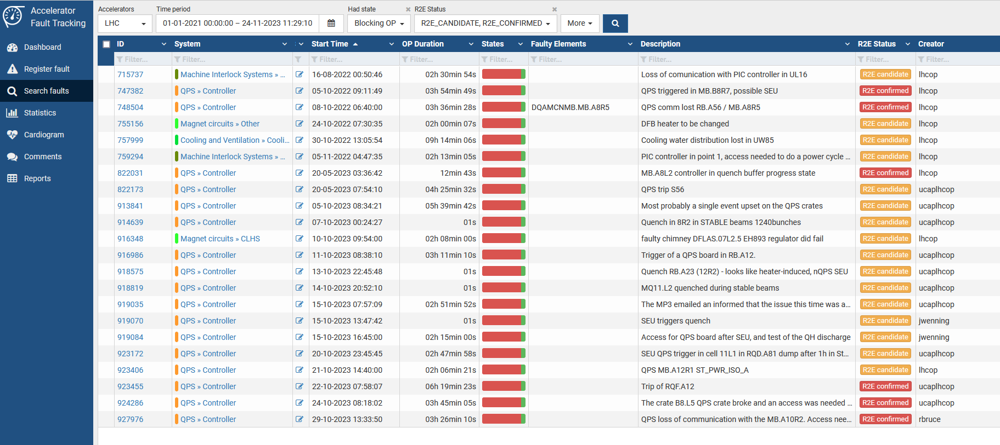 Accelerator
Fault Tracking
Dashboard
Register fault
Search faults
Statistics
Cardiogram
Comments
Reports
Accelerators Time period Had state R2E Status
LHC 01-01-2021 00:00:00 – 24-11-2023 11:29:10 Blocking OP R2E_CANDIDATE, R2E_CONFIRMED More
ID System Start Time OP Duration States Faulty Elements Description R2E Status Creator
Filter... Filter... Filter... Filter... Filter... Filter... Filter... Filter... Filter...
715737 Machine Interlock Systems » ... 16-08-2022 00:50:46 02h 30min 54s Loss of comunication with PIC controller in UL16 R2E candidate lhcop
747382 QPS » Controller 05-10-2022 09:11:49 03h 54min 49s QPS triggered in MB.B8R7, possible SEU R2E confirmed lhcop
748504 QPS » Controller 08-10-2022 06:40:00 03h 36min 28s DQAMCNMB.MB.A8R5 QPS comm lost RB.A56 / MB.A8R5 R2E confirmed lhcop
755156 Magnet circuits » Other 24-10-2022 07:30:35 02h 00min 07s DFB heater to be changed R2E candidate lhcop
757999 Cooling and Ventilation » Cooli... 30-10-2022 13:05:54 09h 14min 06s Cooling water distribution lost in UW85 R2E candidate lhcop
759294 Machine Interlock Systems » ... 05-11-2022 04:47:35 02h 13min 05s PIC controller in point 1, access needed to do a power cycle ... R2E candidate lhcop
822031 QPS » Controller 20-05-2023 03:36:42 12min 43s MB.A8L2 controller in quench buffer progress state R2E confirmed lhcop
822173 QPS » Controller 20-05-2023 07:54:10 04h 25min 32s QPS trip S56 R2E candidate ucaplhcop
913841 QPS » Controller 05-10-2023 08:34:21 05h 39min 42s Most probably a single event upset on the QPS crates R2E candidate ucaplhcop
914639 QPS » Controller 07-10-2023 00:24:27 01s Quench in 8R2 in STABLE beams 1240bunches R2E candidate ucaplhcop
916348 Magnet circuits » CLHS 10-10-2023 09:54:00 02h 08min 00s faulty chimney DFLAS.07L2.5 EH893 regulator did fail R2E candidate lhcop
916986 QPS » Controller 11-10-2023 08:38:10 03h 11min 10s Trigger of a QPS board in RB.A12. R2E candidate ucaplhcop
918575 QPS » Controller 13-10-2023 22:45:48 01s Quench RB.A23 (12R2) - looks like heater-induced, nQPS SEU R2E candidate ucaplhcop
918819 QPS » Controller 14-10-2023 20:52:10 01s MQ11.L2 quenched during stable beams R2E candidate ucaplhcop
919035 QPS » Controller 15-10-2023 07:57:09 02h 51min 52s The MP3 emailed an informed that the issue this time was a... R2E candidate ucaplhcop
919070 QPS » Controller 15-10-2023 13:47:42 01s SEU triggers quench R2E candidate jwenning
919084 QPS » Controller 15-10-2023 16:45:00 02h 15min 00s Access for QPS board after SEU, and test of the QH discharge R2E candidate jwenning
923172 QPS » Controller 20-10-2023 23:45:45 02h 47min 58s SEU QPS trigger in cell 11L1 in RQD.A81 dump after 1h in St... R2E candidate ucaplhcop
923406 QPS » Controller 21-10-2023 14:40:00 02h 06min 21s QPS MB.A12R1 ST_PWR_ISO_A R2E candidate lhcop
923455 QPS » Controller 22-10-2023 07:58:07 06h 19min 23s Trip of RQF.A12 R2E confirmed ucaplhcop
924286 QPS » Controller 24-10-2023 08:18:02 03h 45min 05s The crate B8.L5 QPS crate broke and an access was needed ... R2E confirmed ucaplhcop
927976 QPS » Controller 29-10-2023 13:33:50 03h 26min 10s QPS loss of communication with the MB.A10R2. Access nee... R2E confirmed rbruce